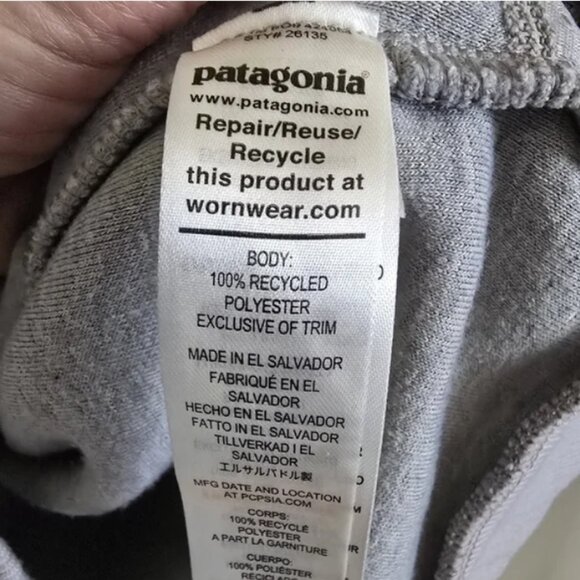 STY# 26135
patagonia®
www.patagonia.com
Repair/Reuse/
Recycle
this product at
wornwear.com
BODY:
100% RECYCLED
POLYESTER
EXCLUSIVE OF TRIM
MADE IN EL SALVADOR
FABRIQUÉ EN EL
SALVADOR
HECHO EN EL SALVADOR
FATTO IN EL SALVADOR
TILLVERKAD I EL
SALVADOR
エルサルバドル製
MFG DATE AND LOCATION
AT PCPSIA.COM
CORPS:
100% RECYCLÉ
POLYESTER
A PART LA GARNITURE
CUERPO:
100% POLIÉSTER